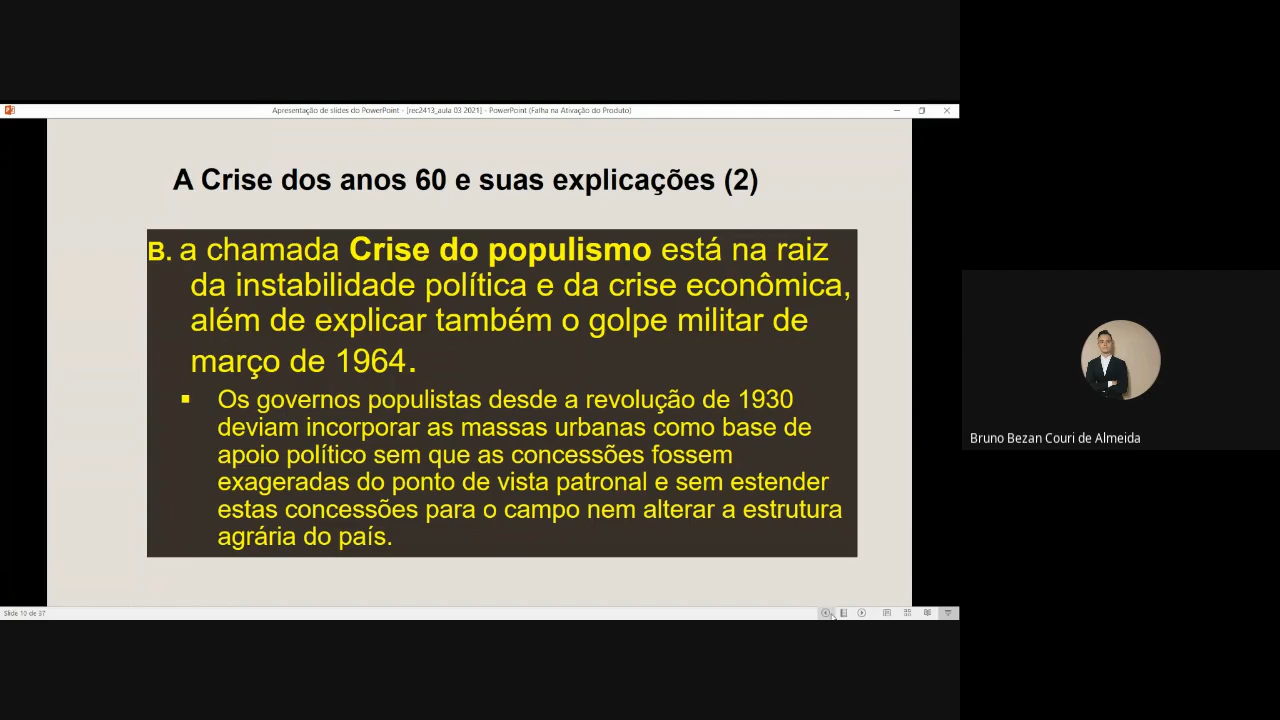 Apresentação de slides do PowerPoint - [rec2413_aula 03 2021] - PowerPoint (Falha na Ativação do Produto)
A Crise dos anos 60 e suas explicações (2)
B. a chamada Crise do populismo está na raiz
da instabilidade política e da crise econômica,
além de explicar também o golpe militar de
março de 1964.
▪ Os governos populistas desde a revolução de 1930
deviam incorporar as massas urbanas como base de
apoio político sem que as concessões fossem
exageradas do ponto de vista patronal e sem estender
estas concessões para o campo nem alterar a estrutura
agrária do país.
Slide 10 de 37
Bruno Bezan Couri de Almeida